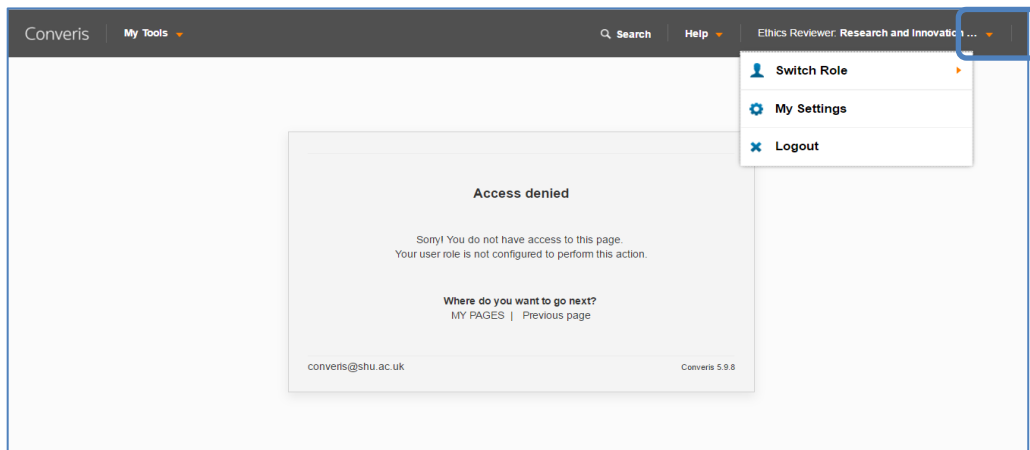 Converis My Tools Search Help Ethics Reviewer: Research and Innovation ...
Switch Role
My Settings
Logout
Access denied
Sorry! You do not have access to this page.
Your user role is not configured to perform this action.
Where do you want to go next?
MY PAGES | Previous page
converis@shu.ac.uk Converis 5.9.8